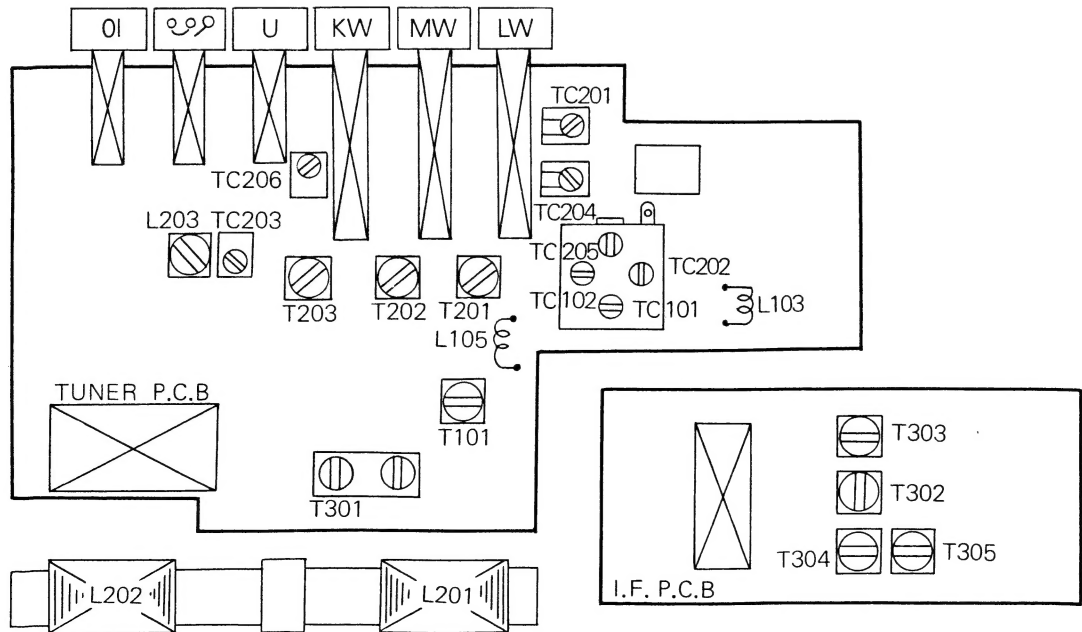 OI
U
KW
MW
LW
TC201
TC206
TC204
L203
TC203
TC205
TC202
TC102
TC101
L103
T203
T202
T201
L105
TUNER P.C.B
T101
T301
T303
T302
T304
T305
I.F. P.C.B
L202
L201